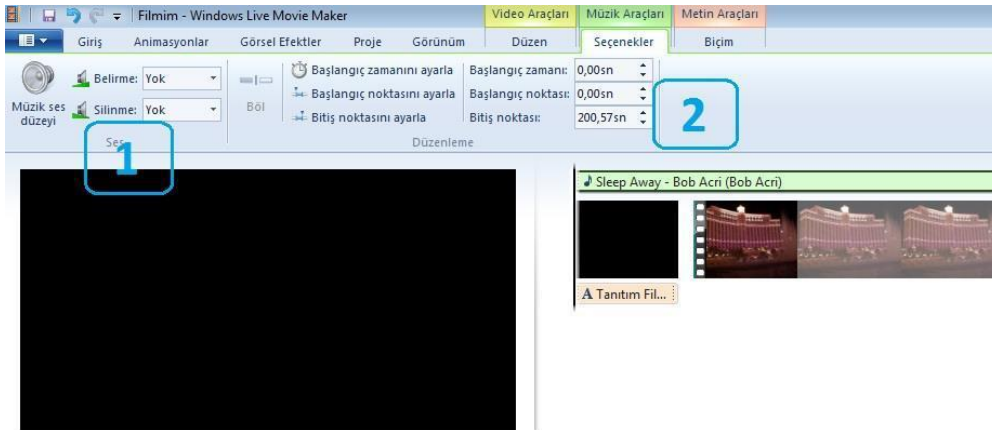 Filmim - Windows Live Movie Maker
Video Araçları
Müzik Araçları
Metin Araçları
Giriş
Animasyonlar
Görsel Efektler
Proje
Görünüm
Düzen
Seçenekler
Biçim
Müzik ses
düzeyi
Belirme: Yok
Silinme: Yok
Ses
Böl
Başlangıç zamanını ayarla
Başlangıç noktasını ayarla
Bitiş noktasını ayarla
Başlangıç zamanı: 0,00sn
Başlangıç noktası: 0,00sn
Bitiş noktası: 200,57sn
Düzenleme
1
2
Sleep Away - Bob Acri (Bob Acri)
A Tanıtım Fil...